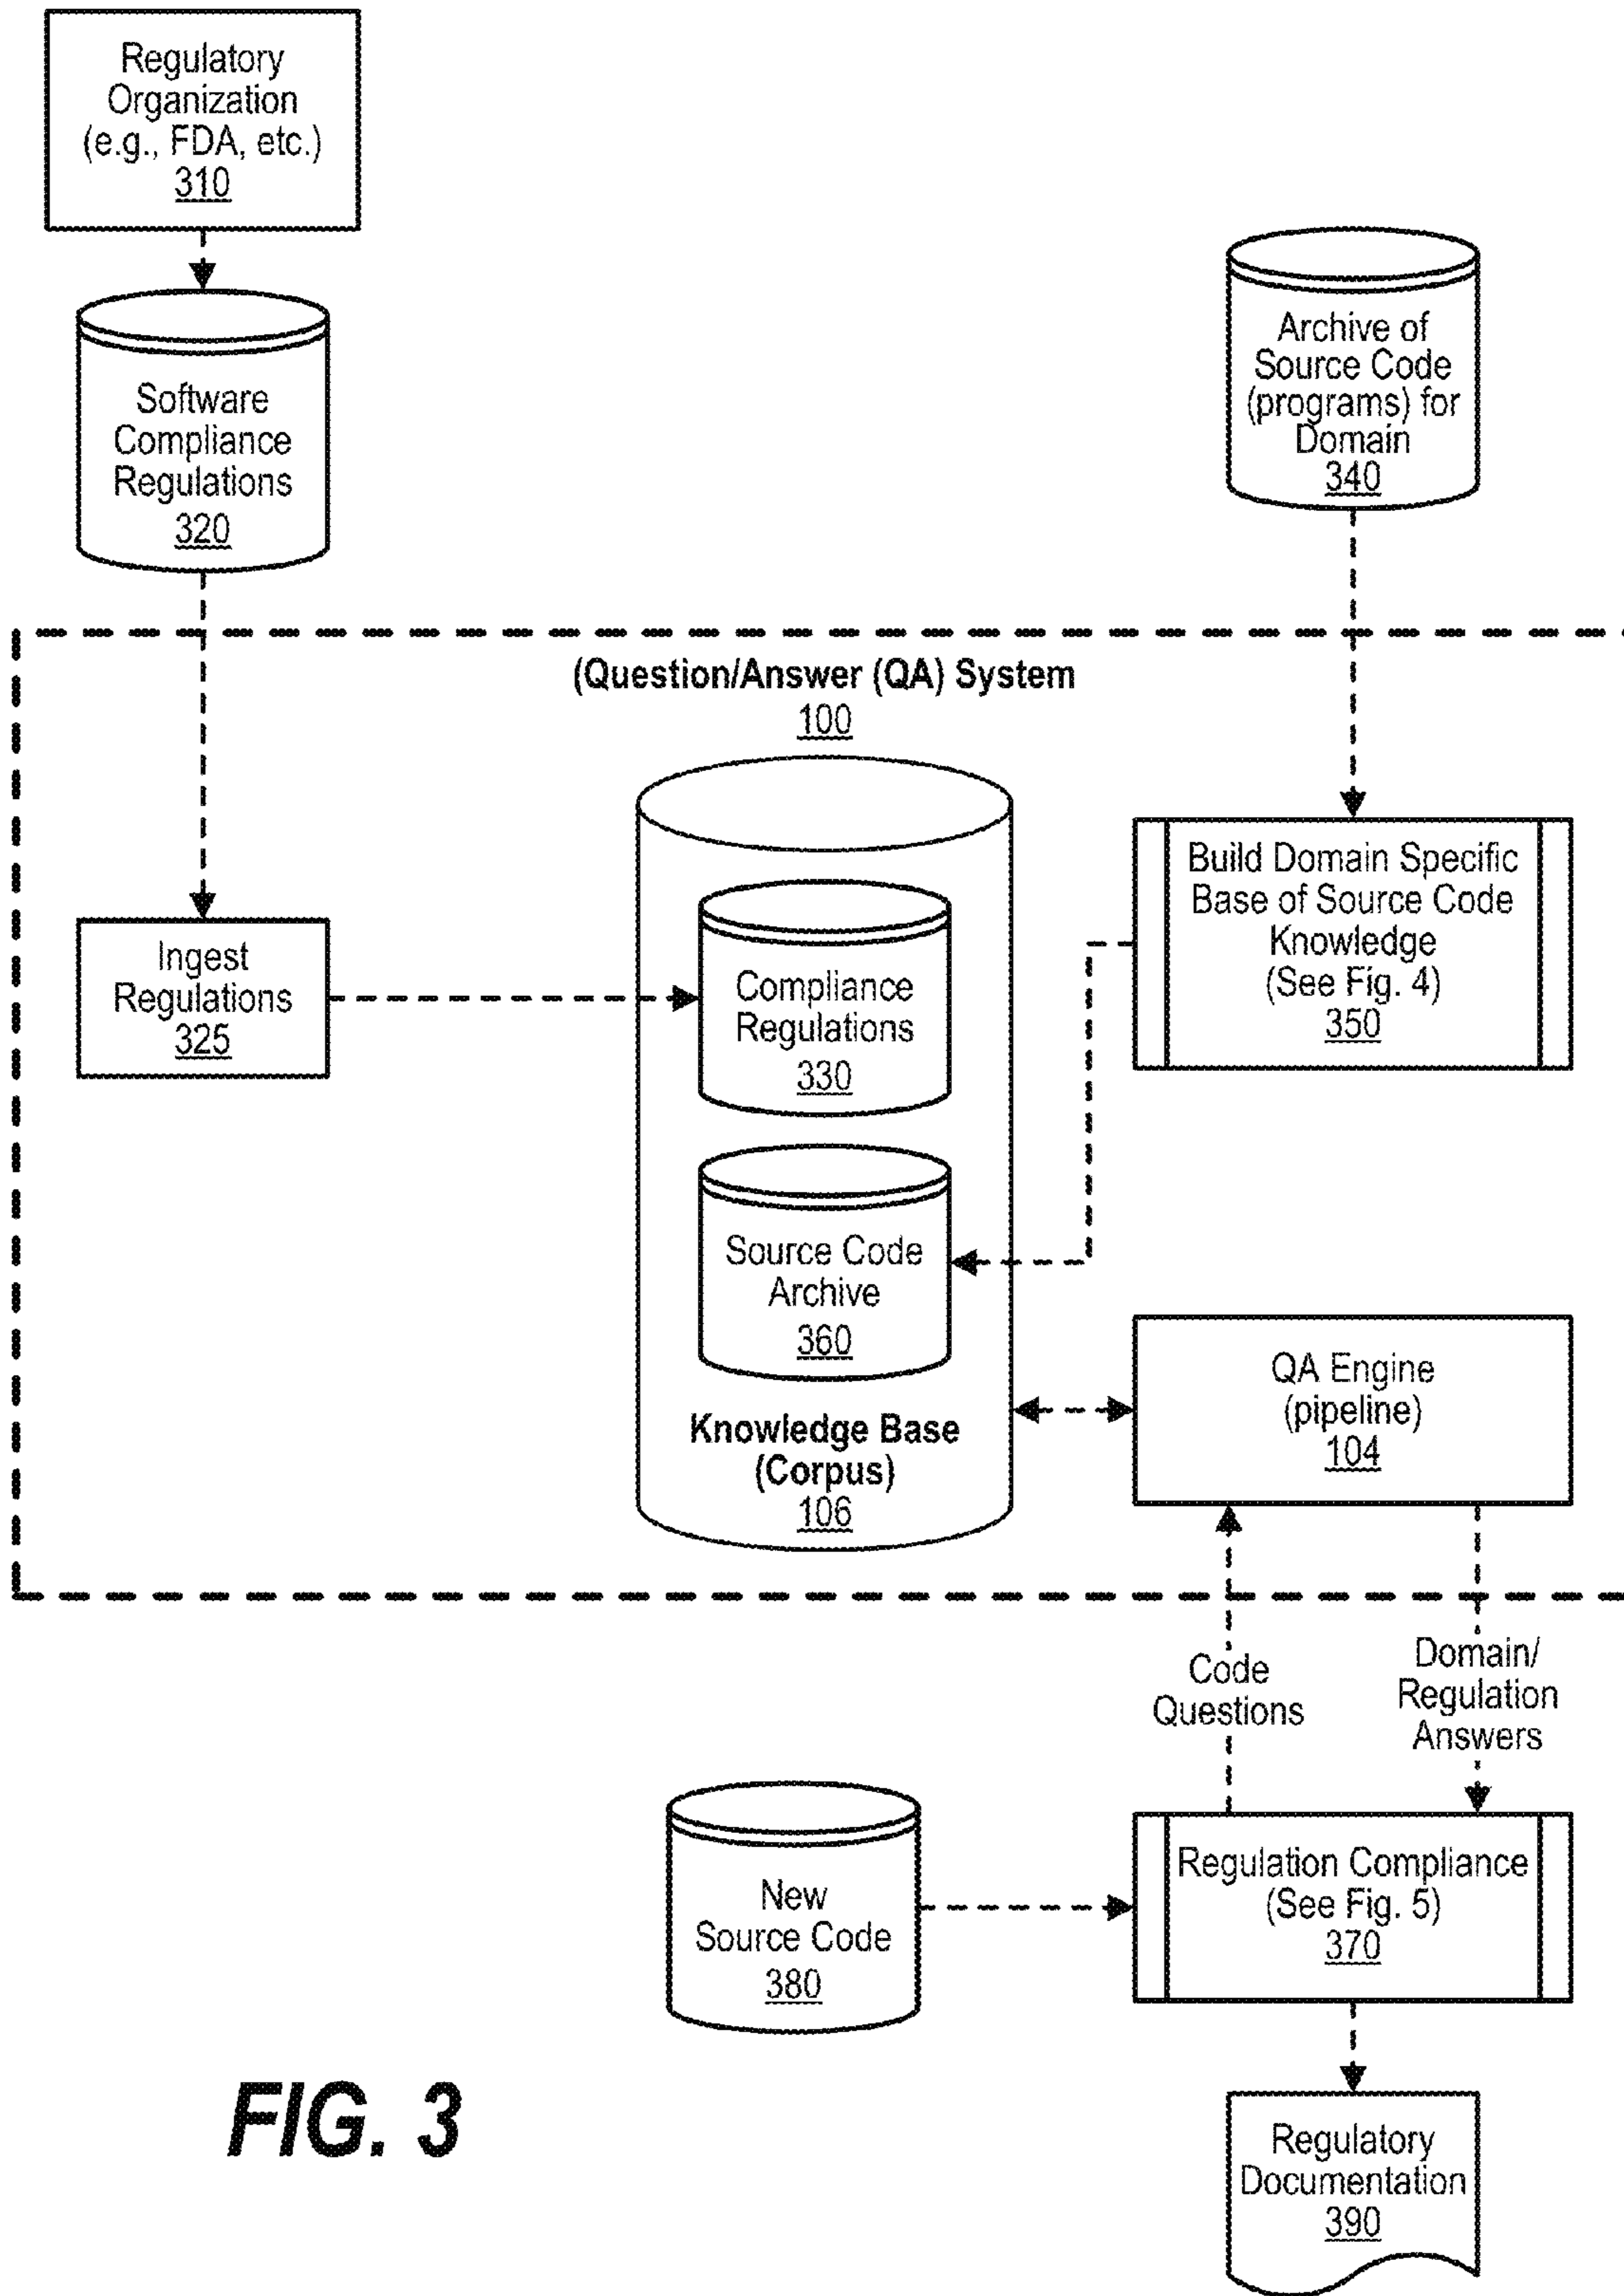 Regulatory
Organization
(e.g., FDA, etc.)
310
Software
Compliance
Regulations
320
Archive of
Source Code
(programs) for
Domain
340
(Question/Answer (QA) System
100
Ingest
Regulations
325
Compliance
Regulations
330
Build Domain Specific
Base of Source Code
Knowledge
(See Fig. 4)
350
Source Code
Archive
360
Knowledge Base
(Corpus)
106
QA Engine
(pipeline)
104
Code
Questions
Domain/
Regulation
Answers
New
Source Code
380
Regulation Compliance
(See Fig. 5)
370
Regulatory
Documentation
390
FIG. 3